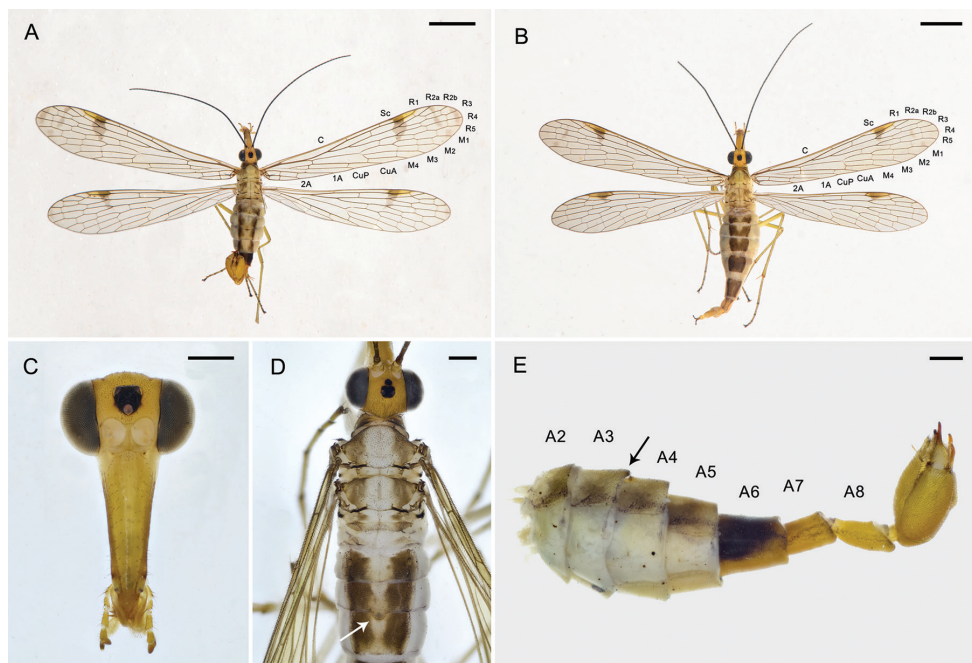 A
B
Sc
R1
R2a
R2b
R3
R4
R5
M1
M2
M3
M4
C
CuA
CuP
1A
2A
Sc
R1
R2a
R2b
R3
R4
R5
M1
M2
M3
M4
C
CuA
CuP
1A
2A
C
D
E
A2
A3
A4
A5
A6
A7
A8